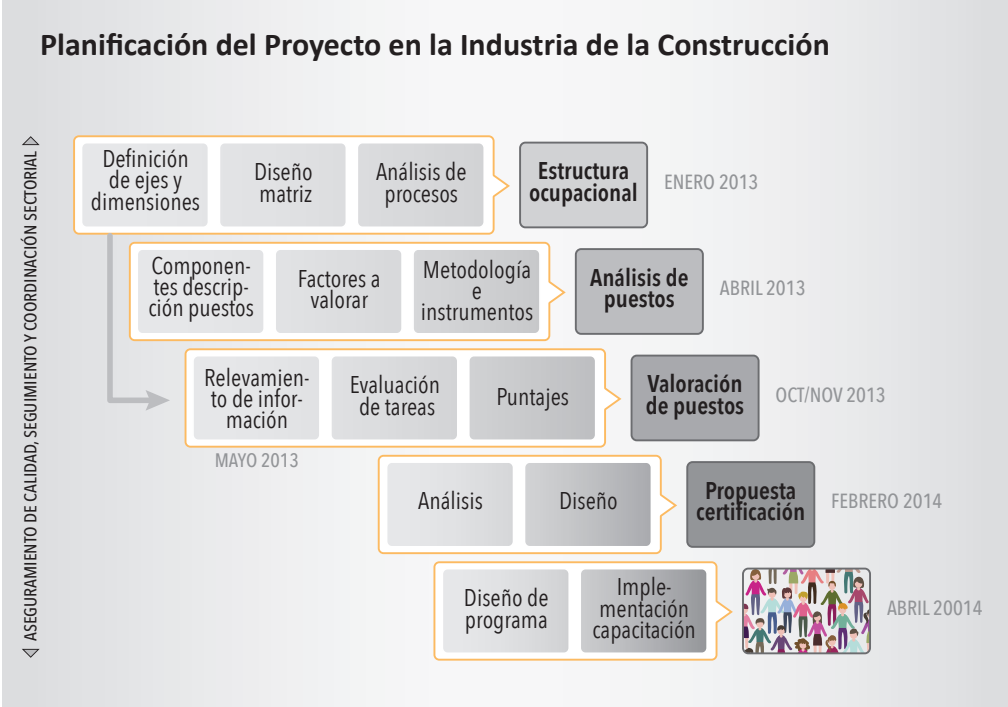 Planificación del Proyecto en la Industria de la Construcción
ASEGURAMIENTO DE CALIDAD, SEGUIMIENTO Y COORDINACIÓN SECTORIAL
Definición
de ejes y
dimensiones
Diseño
matriz
Análisis de
procesos
Estructura
ocupacional
ENERO 2013
Componen-
tes descrip-
ción puestos
Factores a
valorar
Metodología
e
instrumentos
Análisis de
puestos
ABRIL 2013
Relevamien-
to de infor-
mación
Evaluación
de tareas
Puntajes
Valoración
de puestos
OCT/NOV 2013
MAYO 2013
Análisis
Diseño
Propuesta
certificación
FEBRERO 2014
Diseño de
programa
Imple-
mentación
capacitación
ABRIL 20014